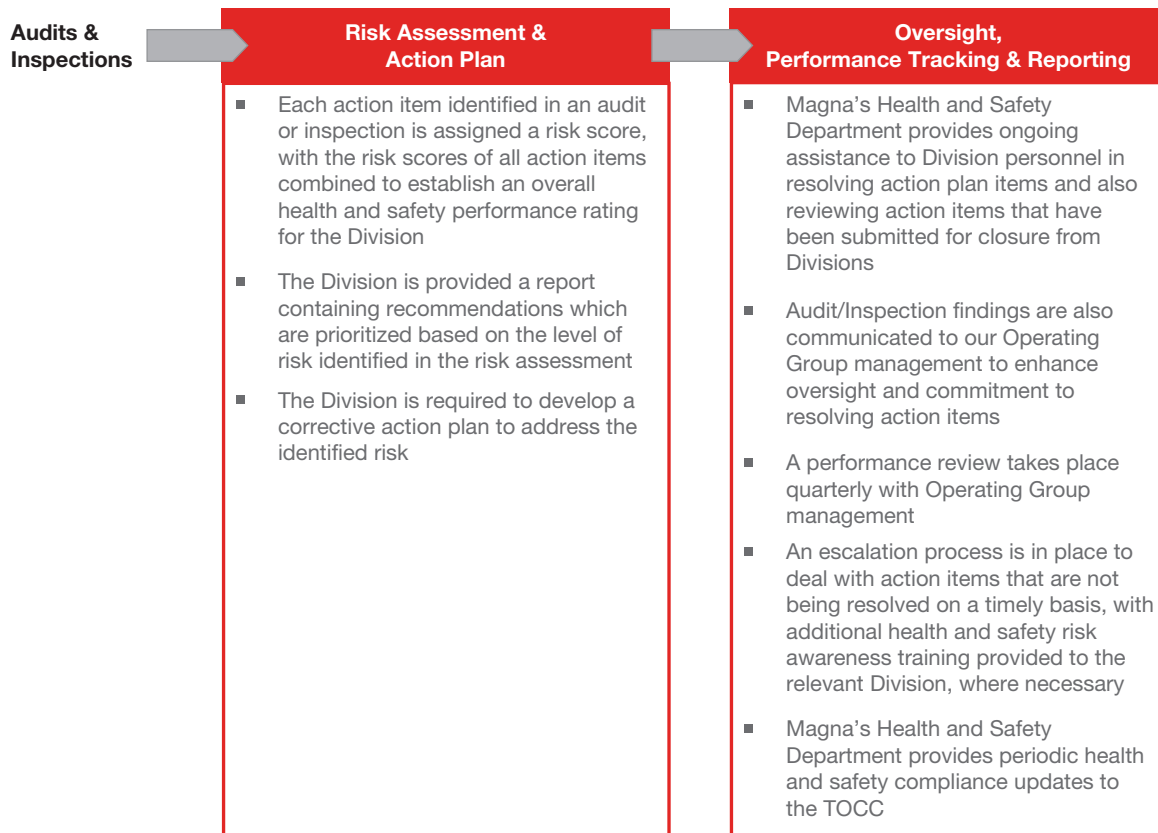 Audits &
Inspections
Risk Assessment &
Action Plan
■ Each action item identified in an audit
or inspection is assigned a risk score,
with the risk scores of all action items
combined to establish an overall
health and safety performance rating
for the Division
■ The Division is provided a report
containing recommendations which
are prioritized based on the level of
risk identified in the risk assessment
■ The Division is required to develop a
corrective action plan to address the
identified risk
Oversight,
Performance Tracking & Reporting
■ Magna’s Health and Safety
Department provides ongoing
assistance to Division personnel in
resolving action plan items and also
reviewing action items that have
been submitted for closure from
Divisions
■ Audit/Inspection findings are also
communicated to our Operating
Group management to enhance
oversight and commitment to
resolving action items
■ A performance review takes place
quarterly with Operating Group
management
■ An escalation process is in place to
deal with action items that are not
being resolved on a timely basis, with
additional health and safety risk
awareness training provided to the
relevant Division, where necessary
■ Magna’s Health and Safety
Department provides periodic health
and safety compliance updates to
the TOCC